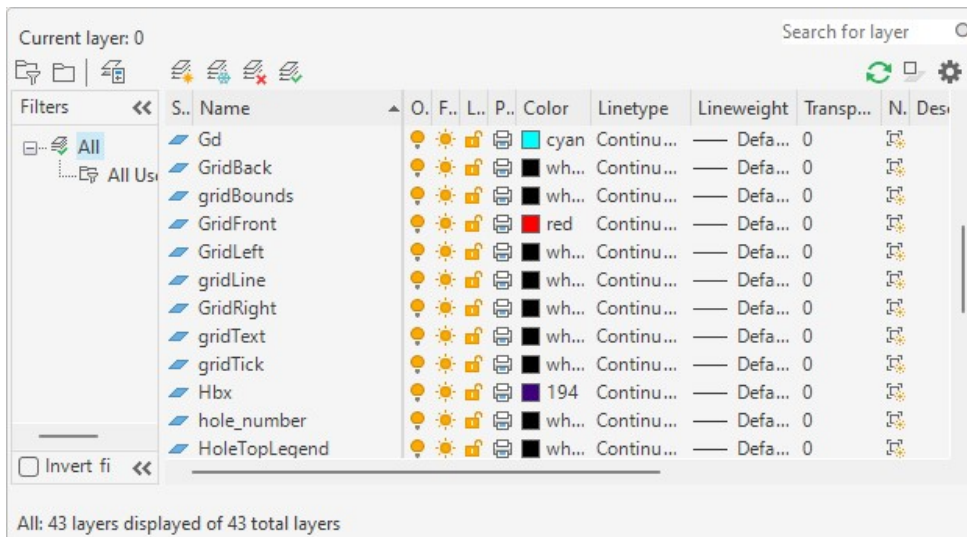 Current layer: 0
Search for layer
Filters
S.. Name O. F.. L.. P.. Color Linetype Lineweight Transp... N. Des
All
All Us
Gd cyan Continu... Defa... 0
GridBack wh... Continu... Defa... 0
gridBounds wh... Continu... Defa... 0
GridFront red Continu... Defa... 0
GridLeft wh... Continu... Defa... 0
gridLine wh... Continu... Defa... 0
GridRight wh... Continu... Defa... 0
gridText wh... Continu... Defa... 0
gridTick wh... Continu... Defa... 0
Hbx 194 Continu... Defa... 0
hole_number wh... Continu... Defa... 0
HoleTopLegend wh... Continu... Defa... 0
Invert fi
All: 43 layers displayed of 43 total layers